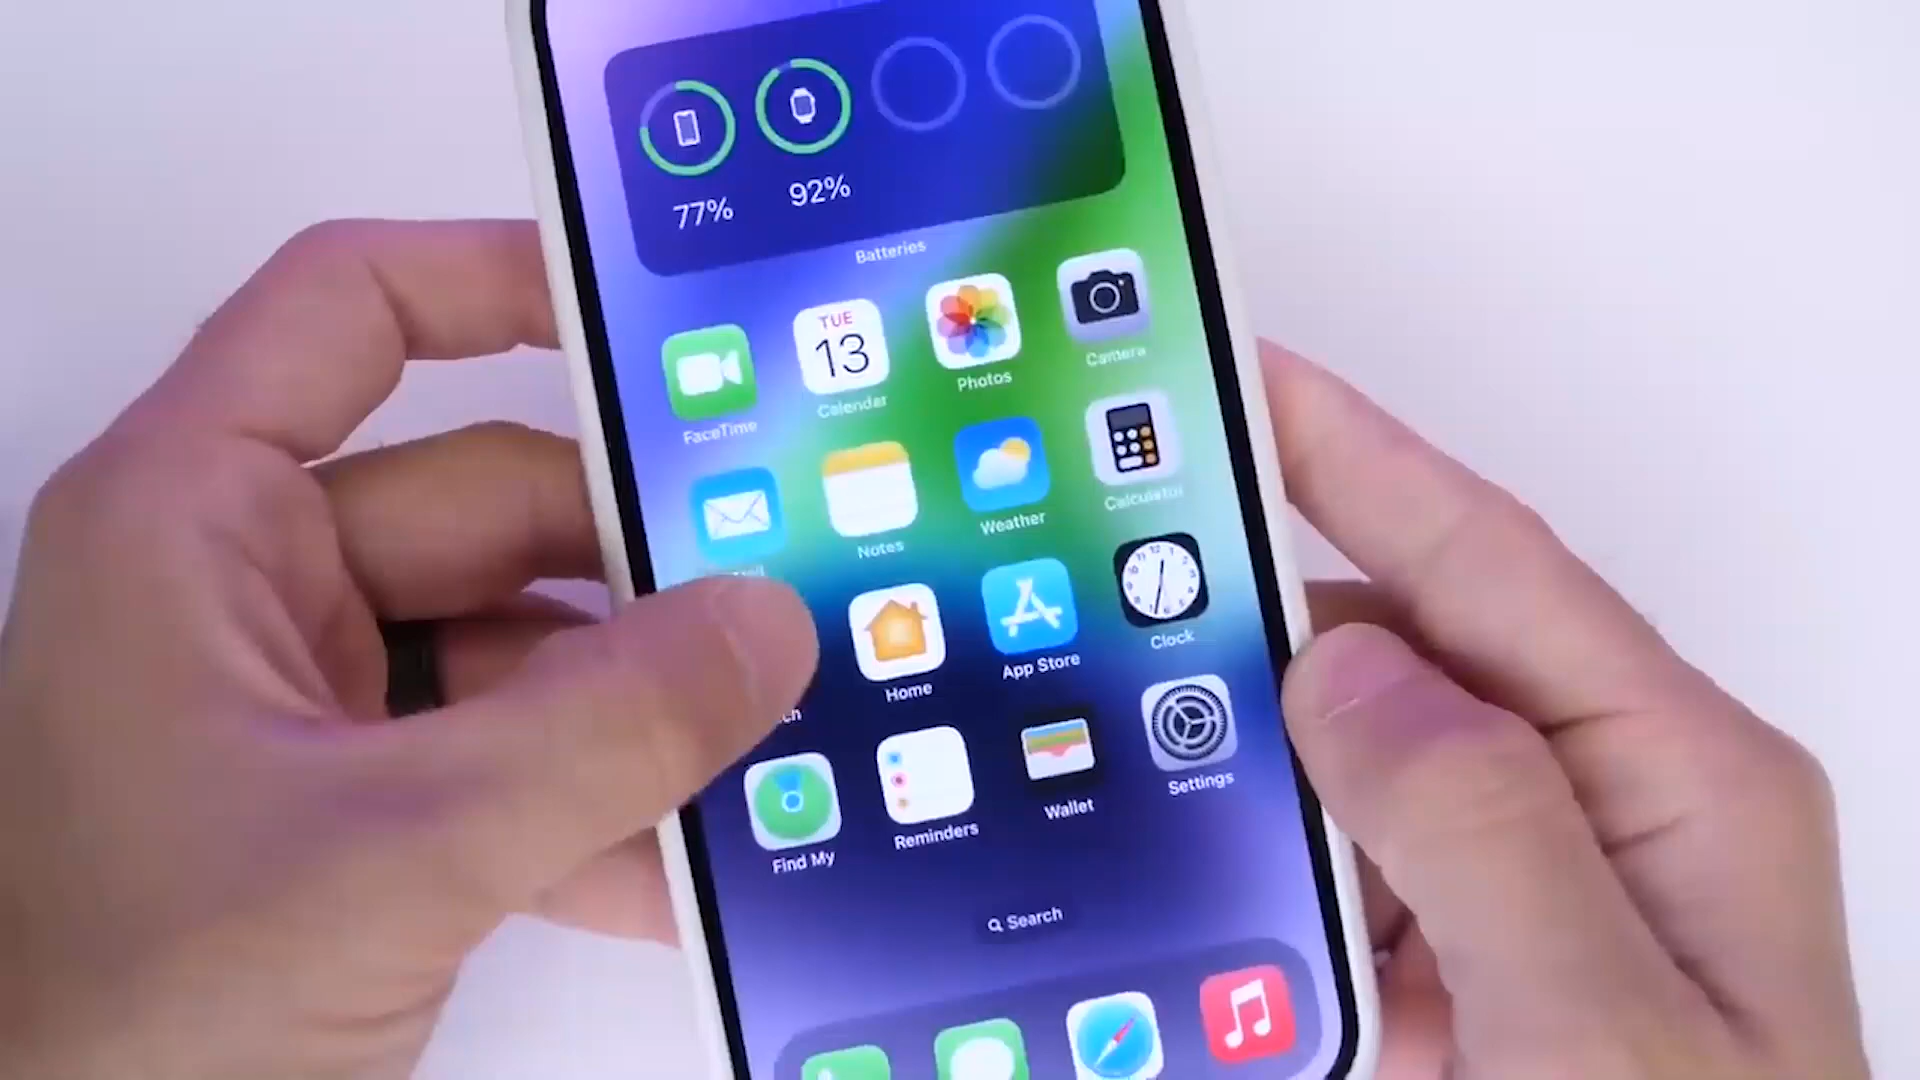 77%
92%
Batteries
TUE
13
FaceTime
Calendar
Photos
Camera
Notes
Weather
Calculator
Home
App Store
Clock
Find My
Reminders
Wallet
Settings
Search